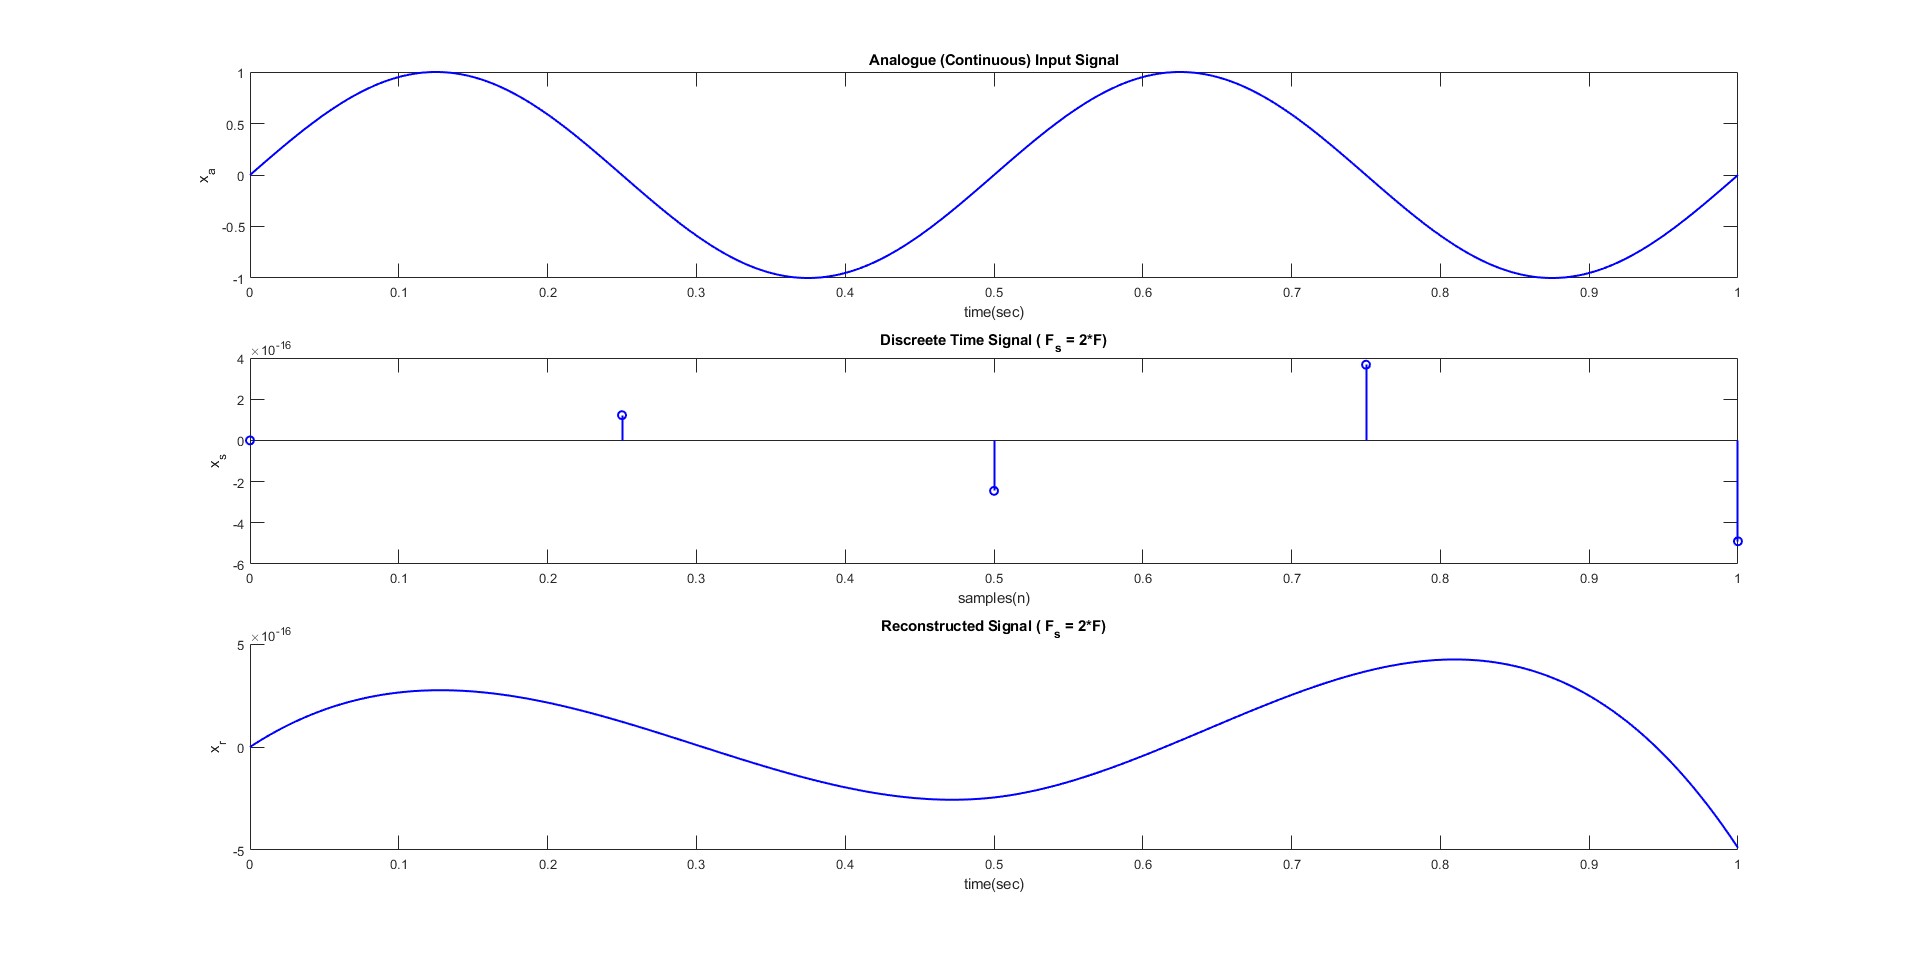 Analogue (Continuous) Input Signal
1
0.5
0
-0.5
-1
x_a
0 0.1 0.2 0.3 0.4 0.5 0.6 0.7 0.8 0.9 1
time(sec)
Discreete Time Signal ( F_s = 2*F)
×10^-16
4
2
0
-2
-4
-6
x_s
0 0.1 0.2 0.3 0.4 0.5 0.6 0.7 0.8 0.9 1
samples(n)
Reconstructed Signal ( F_s = 2*F)
×10^-16
5
0
-5
x_r
0 0.1 0.2 0.3 0.4 0.5 0.6 0.7 0.8 0.9 1
time(sec)